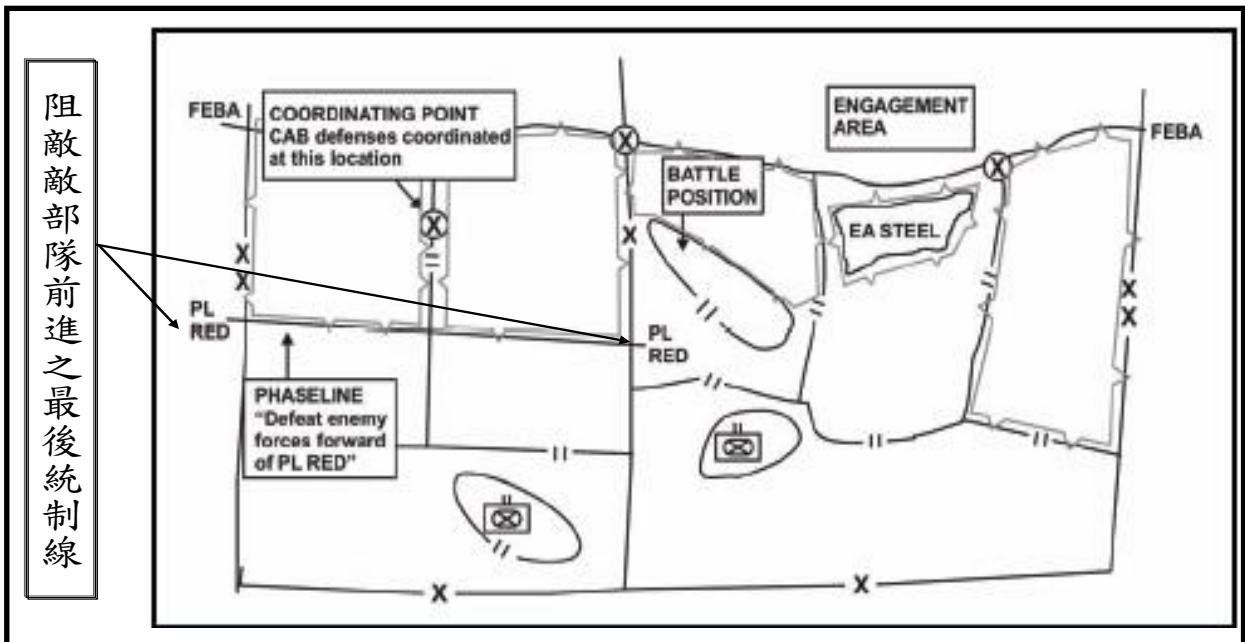 阻敵敵部隊前進之最後統制線
FEBA
COORDINATING POINT
CAB defenses coordinated
at this location
ENGAGEMENT
AREA
FEBA
X
X
BATTLE
POSITION
X
EA STEEL
X
X
X
X
X
PL
RED
PL
RED
PHASELINE
"Defeat enemy
forces forward
of PL RED"
X
X